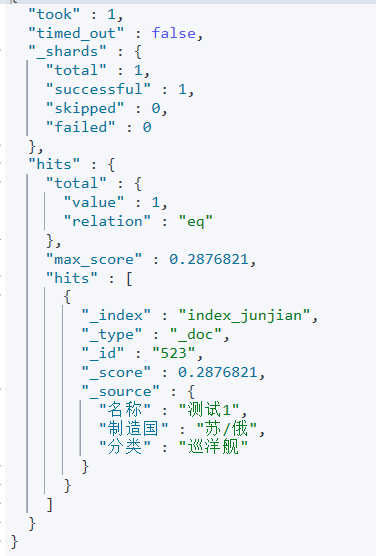 "took" : 1,
"timed_out" : false,
"_shards" : {
"total" : 1,
"successful" : 1,
"skipped" : 0,
"failed" : 0
},
"hits" : {
"total" : {
"value" : 1,
"relation" : "eq"
},
"max_score" : 0.2876821,
"hits" : [
{
"_index" : "index_junjian",
"_type" : "_doc",
"_id" : "523",
"_score" : 0.2876821,
"_source" : {
"名称" : "测试1",
"制造国" : "苏/俄",
"分类" : "巡洋舰"
}
}
]
}
}